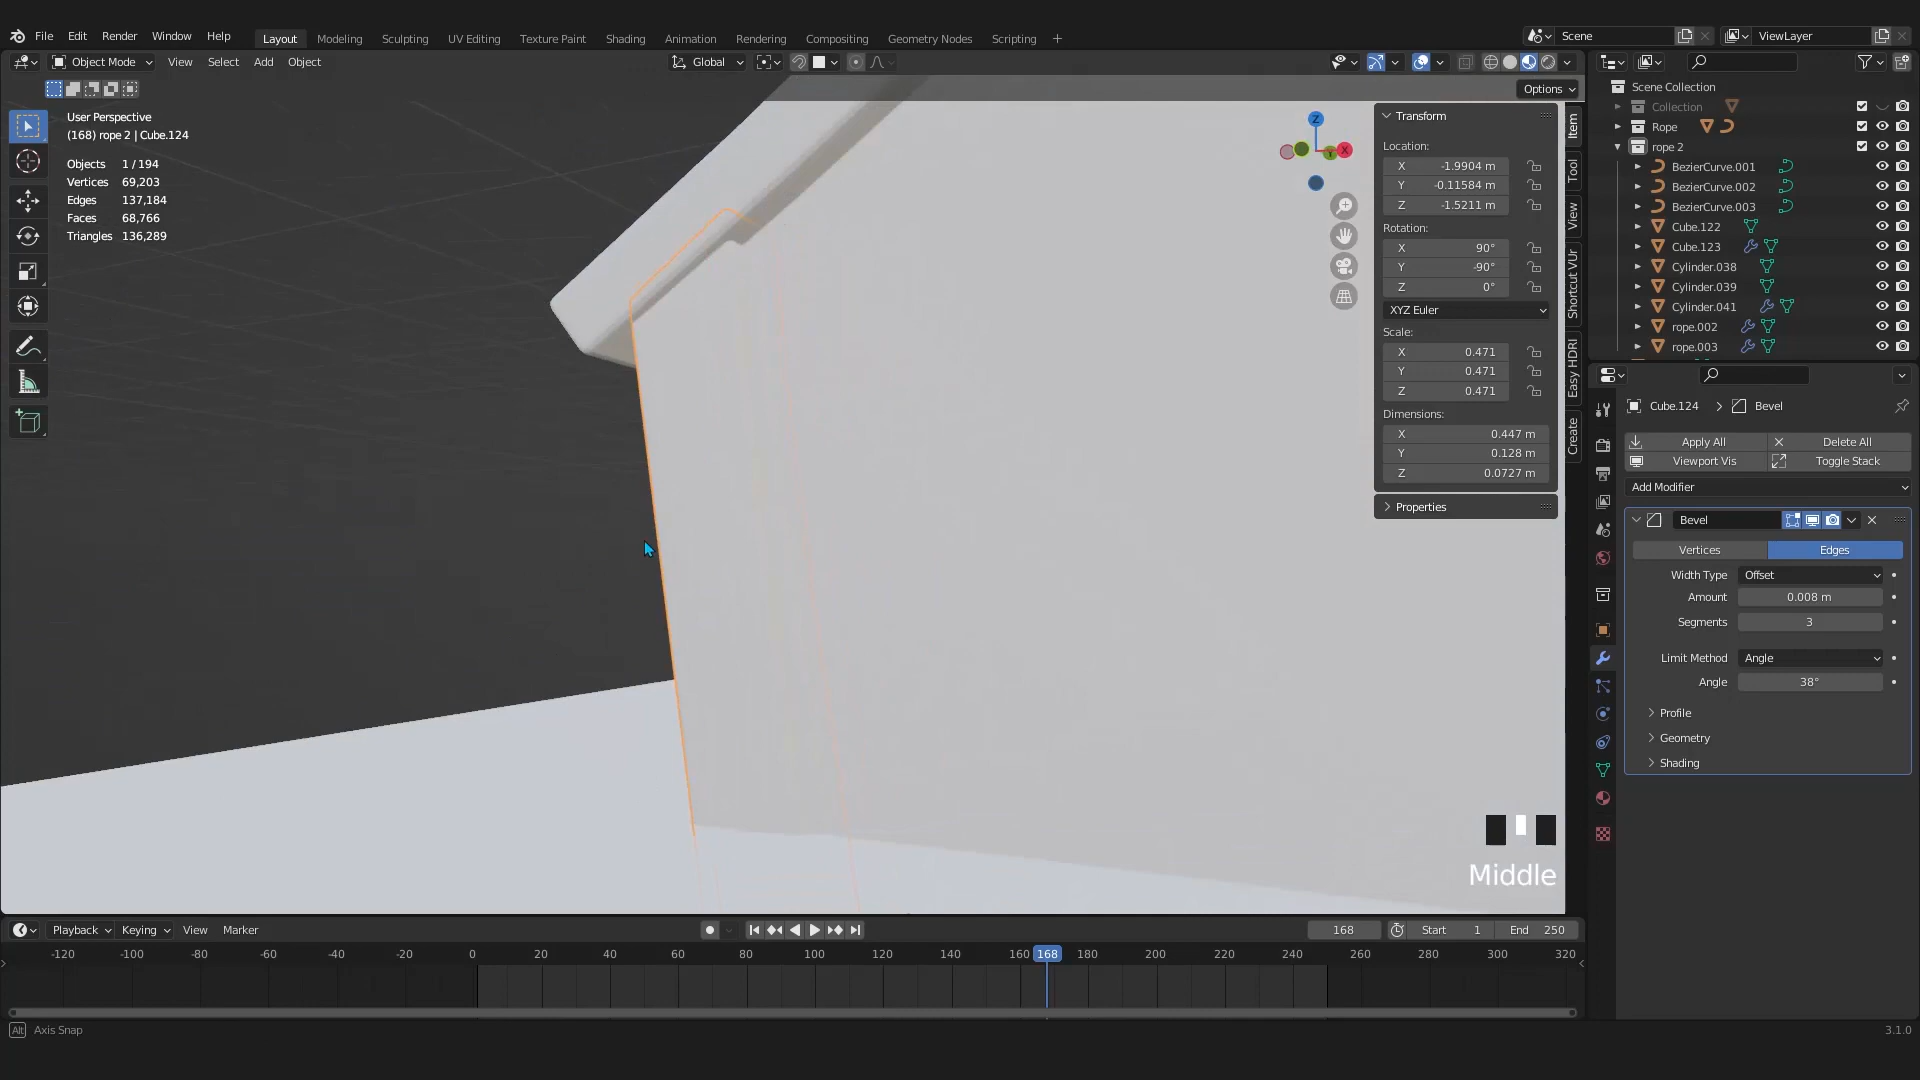 File Edit Render Window Help
Layout Modeling Sculpting UV Editing Texture Paint Shading Animation Rendering Compositing Geometry Nodes Scripting +
Scene
ViewLayer
Object Mode View Select Add Object
Global
Options
User Perspective
(168) rope 2 | Cube.124
Objects 1 / 194
Vertices 69,203
Edges 137,184
Faces 68,766
Triangles 136,289
Z
X
Y
Transform
Location:
X -1.9904 m
Y -0.11584 m
Z -1.5211 m
Rotation:
X 90°
Y -90°
Z 0°
XYZ Euler
Scale:
X 0.471
Y 0.471
Z 0.471
Dimensions:
X 0.447 m
Y 0.128 m
Z 0.0727 m
Properties
Item
Tool
View
Shortcut VUr
Easy HDRI
Create
Scene Collection
Collection
Rope
rope 2
BezierCurve.001
BezierCurve.002
BezierCurve.003
Cube.122
Cube.123
Cylinder.038
Cylinder.039
Cylinder.041
rope.002
rope.003
Cube.124 > Bevel
Apply All Delete All
Viewport Vis Toggle Stack
Add Modifier
Bevel
Vertices Edges
Width Type Offset
Amount 0.008 m
Segments 3
Limit Method Angle
Angle 38°
Profile
Geometry
Shading
Middle
Playback Keying View Marker
168 Start 1 End 250
-120 -100 -80 -60 -40 -20 0 20 40 60 80 100 120 140 160 168 180 200 220 240 260 280 300 320
Alt Axis Snap
3.1.0